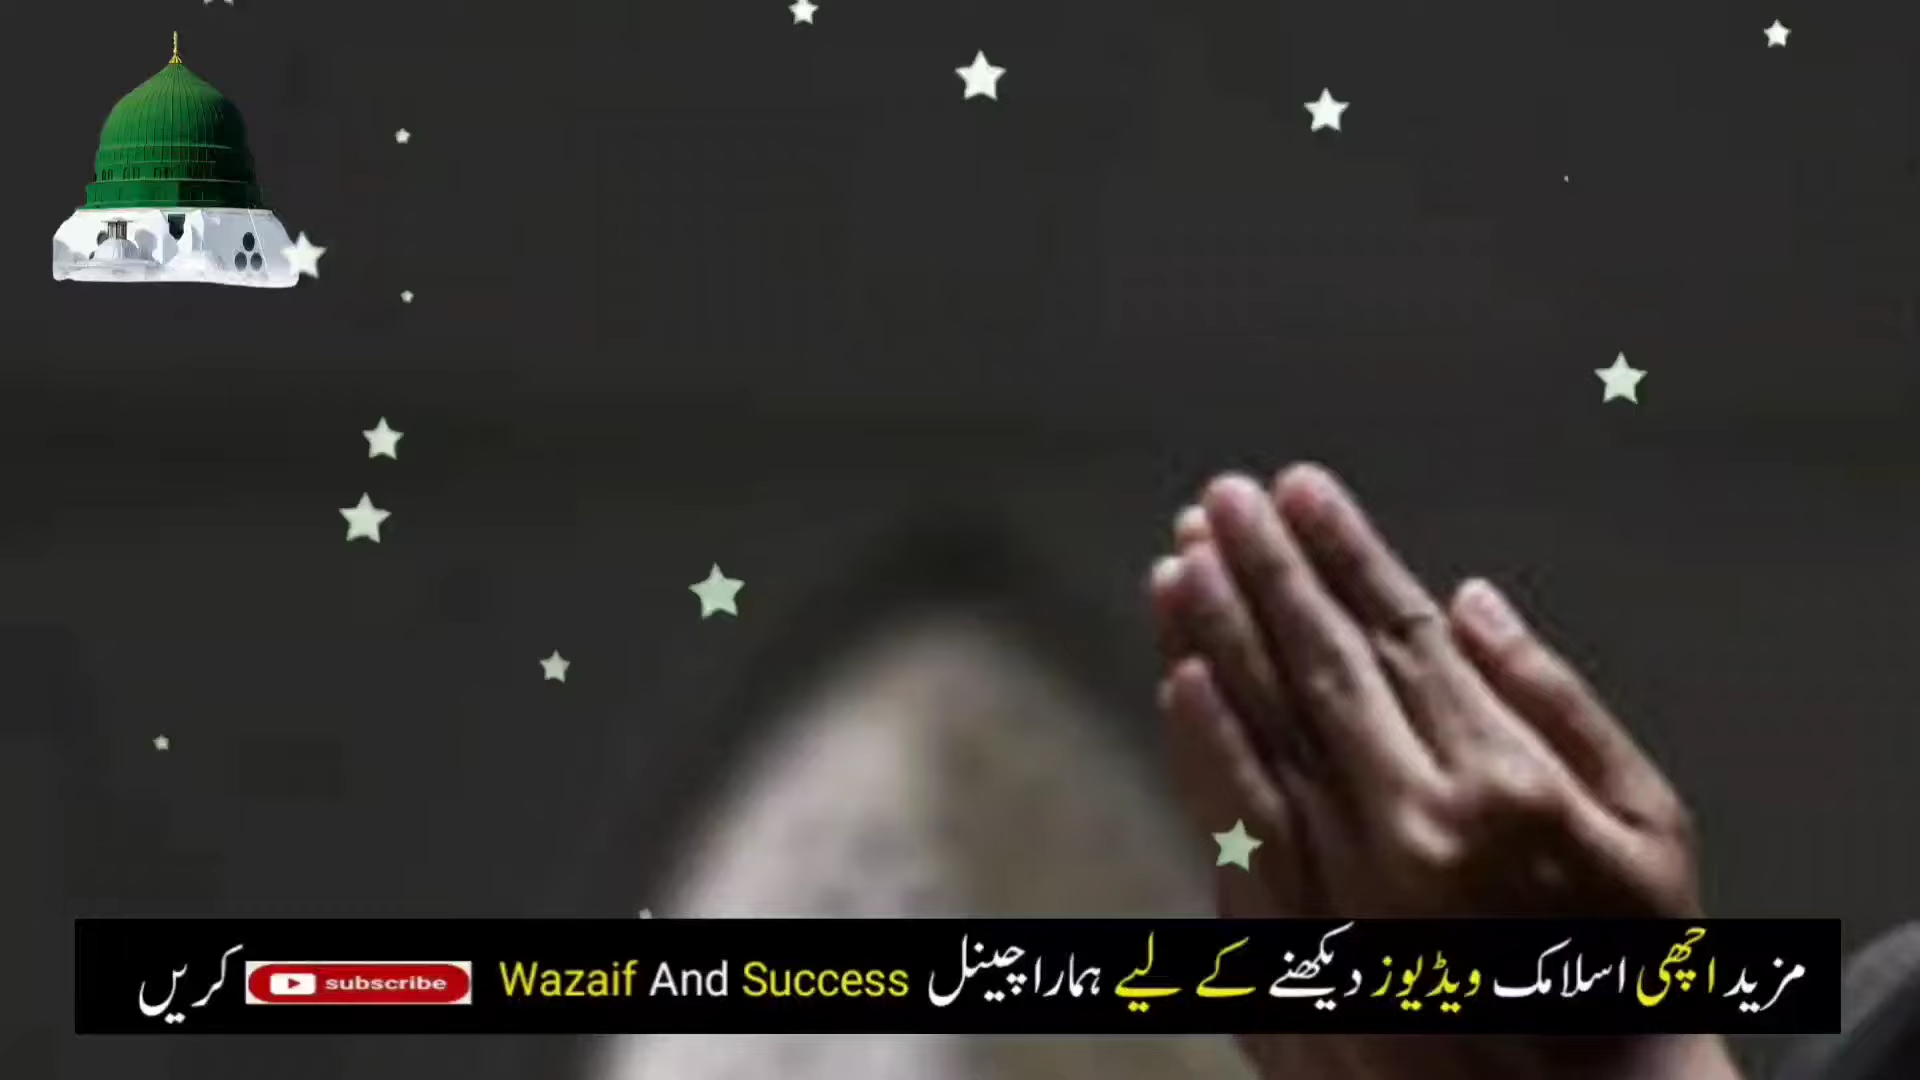 مزید اچھی اسلامک ویڈیوز دیکھنے کے لیے ہمارا چینل Wazaif And Success subscribe کریں